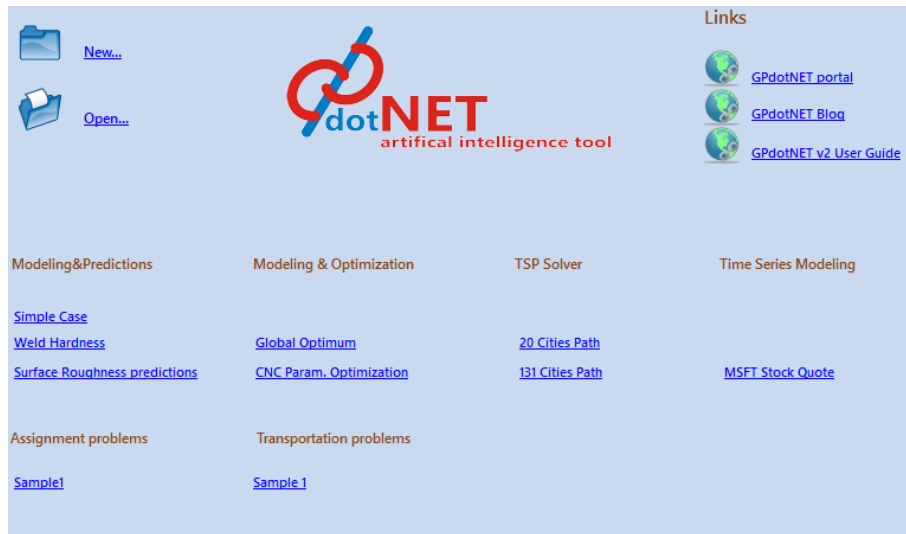 Links
New...
Open...
GPdotNET portal
GPdotNET Blog
GPdotNET v2 User Guide
GP
dotNET
artifical intelligence tool
Modeling&Predictions
Modeling & Optimization
TSP Solver
Time Series Modeling
Simple Case
Weld Hardness
Global Optimum
20 Cities Path
Surface Roughness predictions
CNC Param. Optimization
131 Cities Path
MSFT Stock Quote
Assignment problems
Transportation problems
Sample1
Sample 1